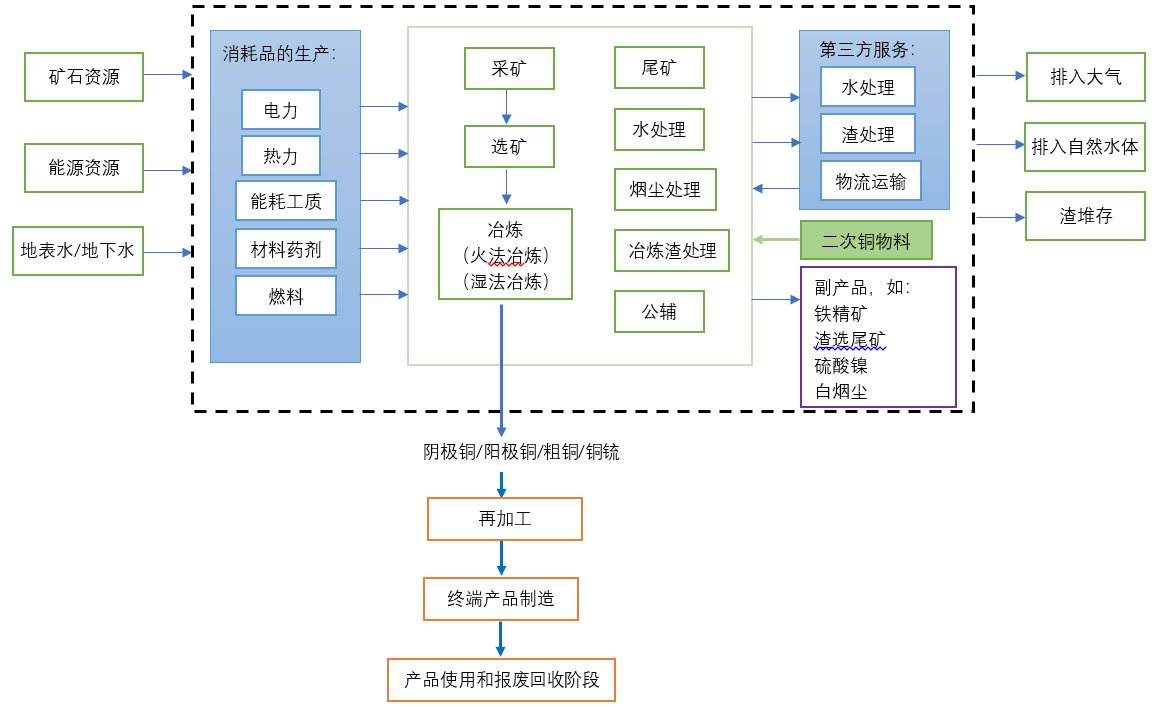 矿石资源
能源资源
地表水/地下水
消耗品的生产：
电力
热力
能耗工质
材料药剂
燃料
采矿
选矿
冶炼
（火法冶炼）
（湿法冶炼）
尾矿
水处理
烟尘处理
冶炼渣处理
公辅
第三方服务：
水处理
渣处理
物流运输
二次铜物料
副产品，如：
铁精矿
渣选尾矿
硫酸镍
白烟尘
排入大气
排入自然水体
渣堆存
阴极铜/阳极铜/粗铜/铜锍
再加工
终端产品制造
产品使用和报废回收阶段